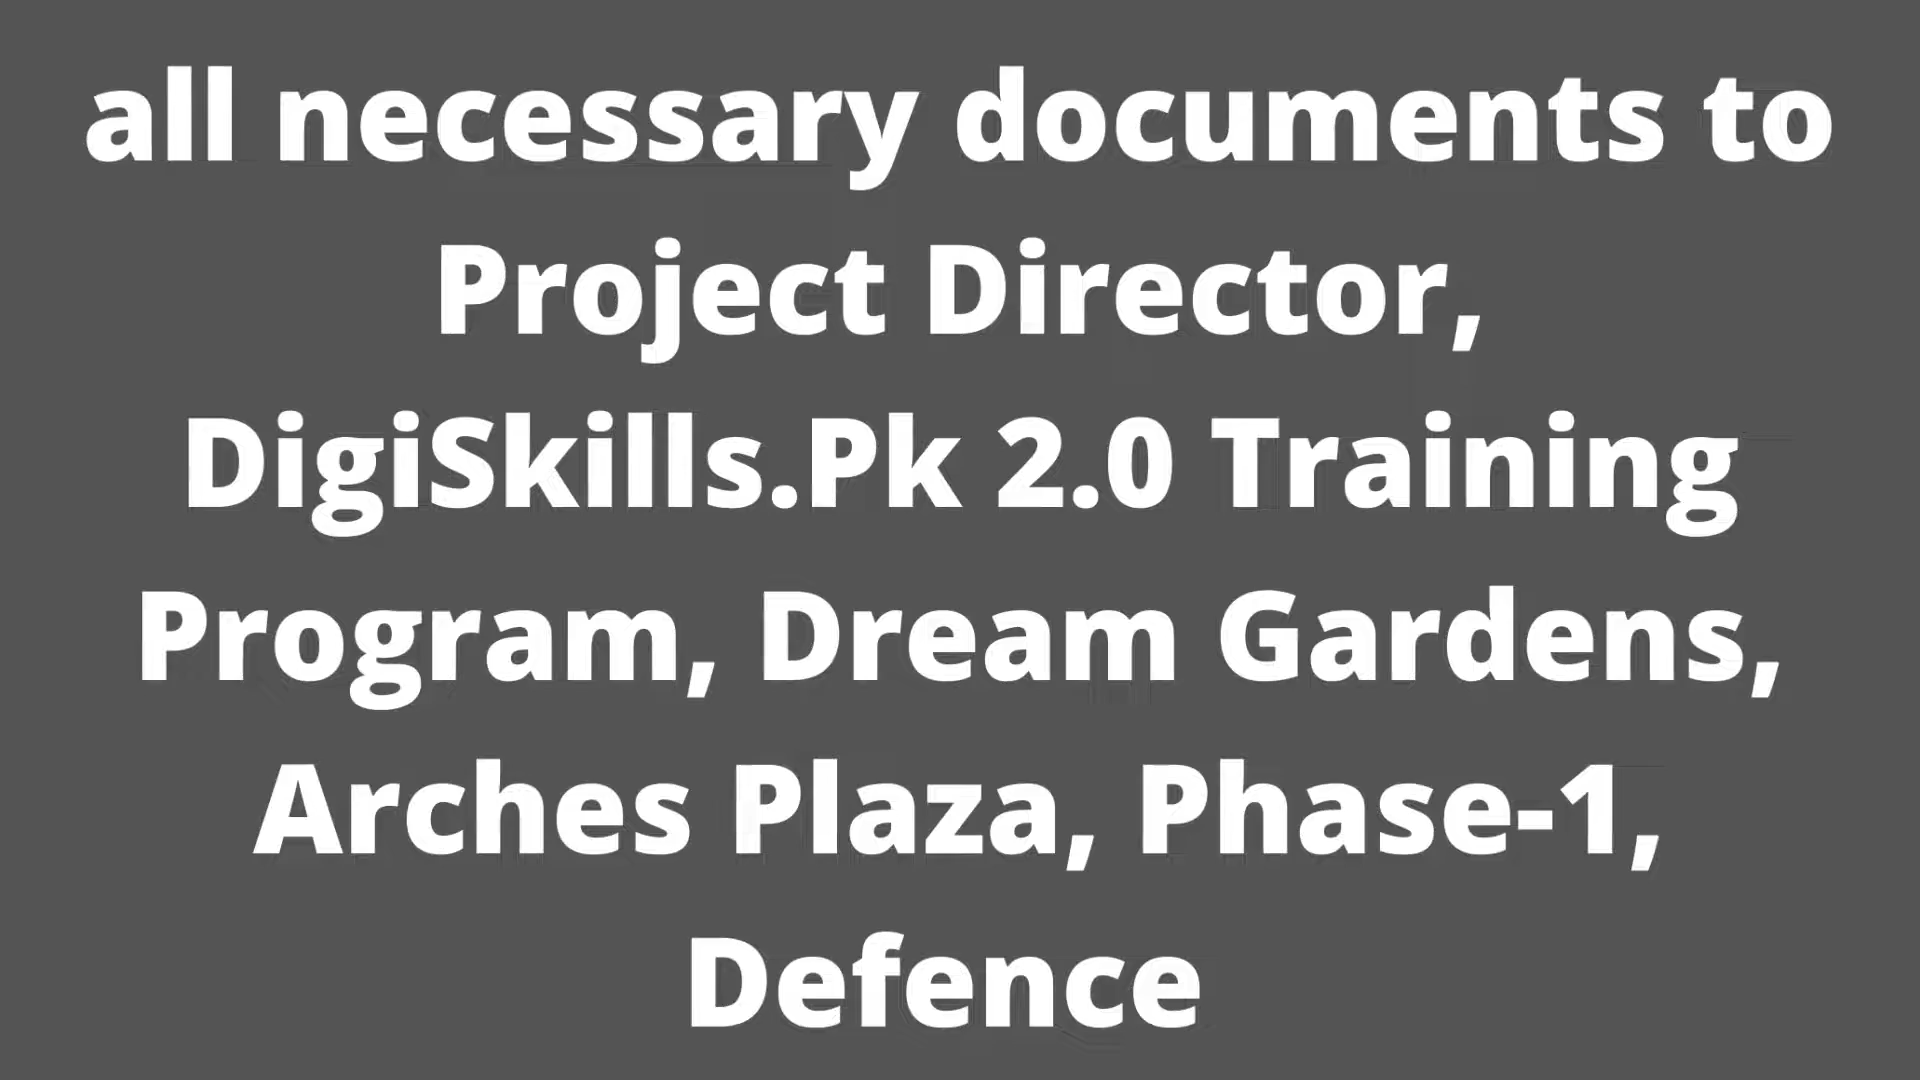 all necessary documents to
Project Director,
DigiSkills.Pk 2.0 Training
Program, Dream Gardens,
Arches Plaza, Phase-1,
Defence